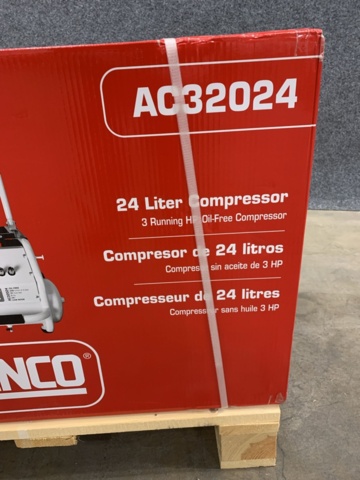 AC32024
24 Liter Compressor
3 Running HP Oil-Free Compressor
Compresor de 24 litros
Compresor sin aceite de 3 HP
Compresseur de 24 litres
Compresseur sans huile 3 HP
NCO®